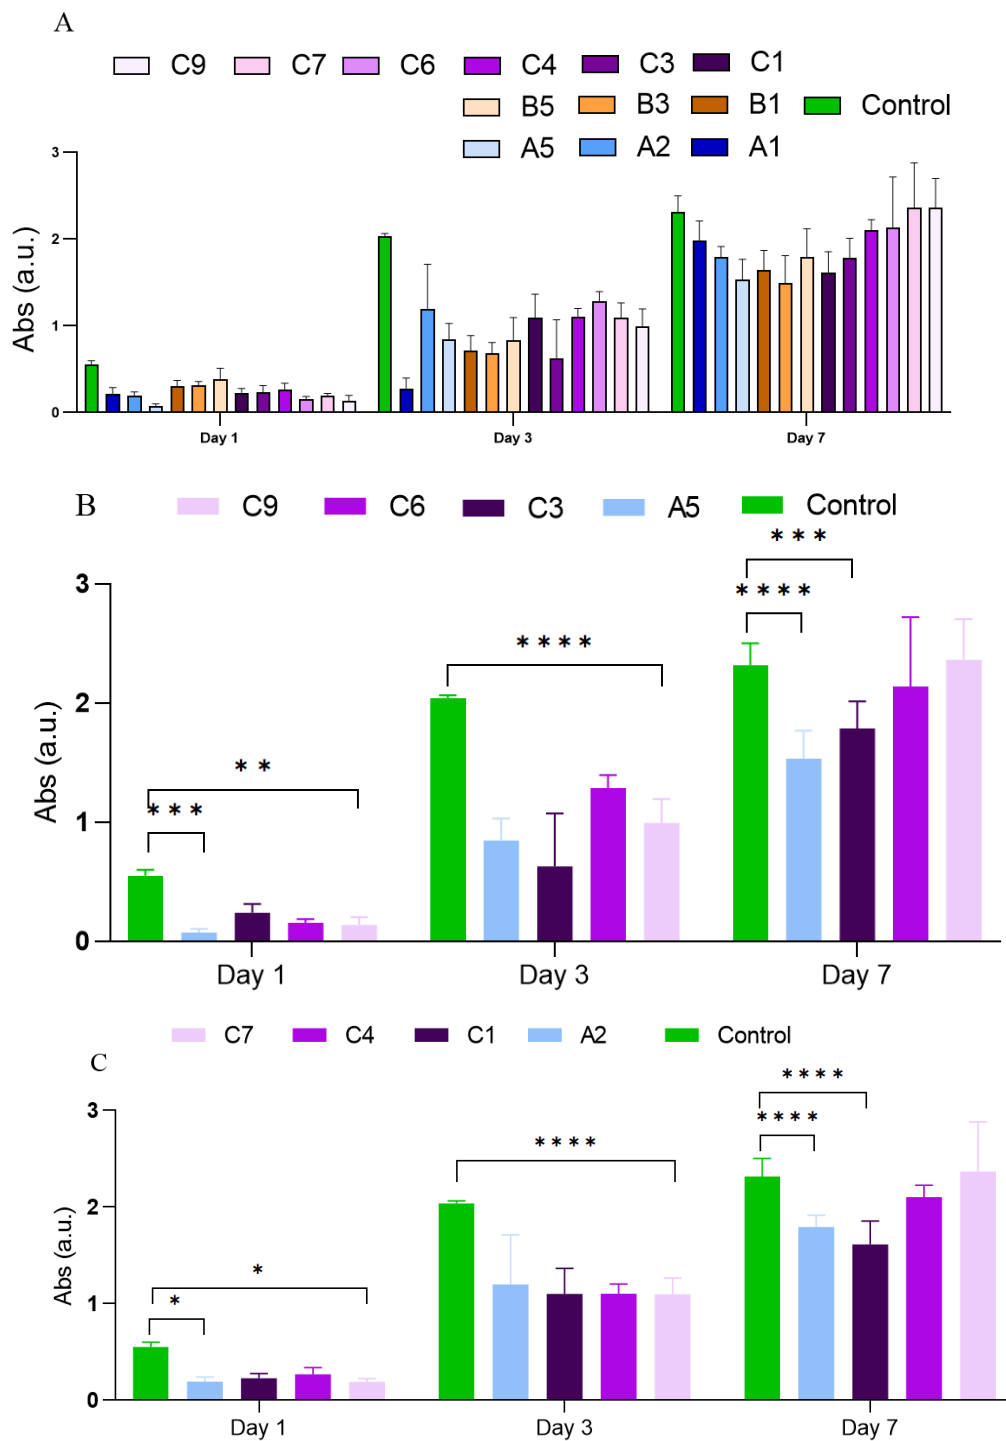 A
C9 C7 C6 C4 C3 C1
B5 B3 B1 Control
A5 A2 A1
Abs (a.u.)
3
2
1
0
Day 1 Day 3 Day 7
B
C9 C6 C3 A5 Control
Abs (a.u.)
3
2
1
0
* * *
* *
* * * *
* * *
* * * *
Day 1 Day 3 Day 7
C7 C4 C1 A2 Control
C
Abs (a.u.)
3
2
1
0
*
*
* * * *
* * * *
* * * *
Day 1 Day 3 Day 7